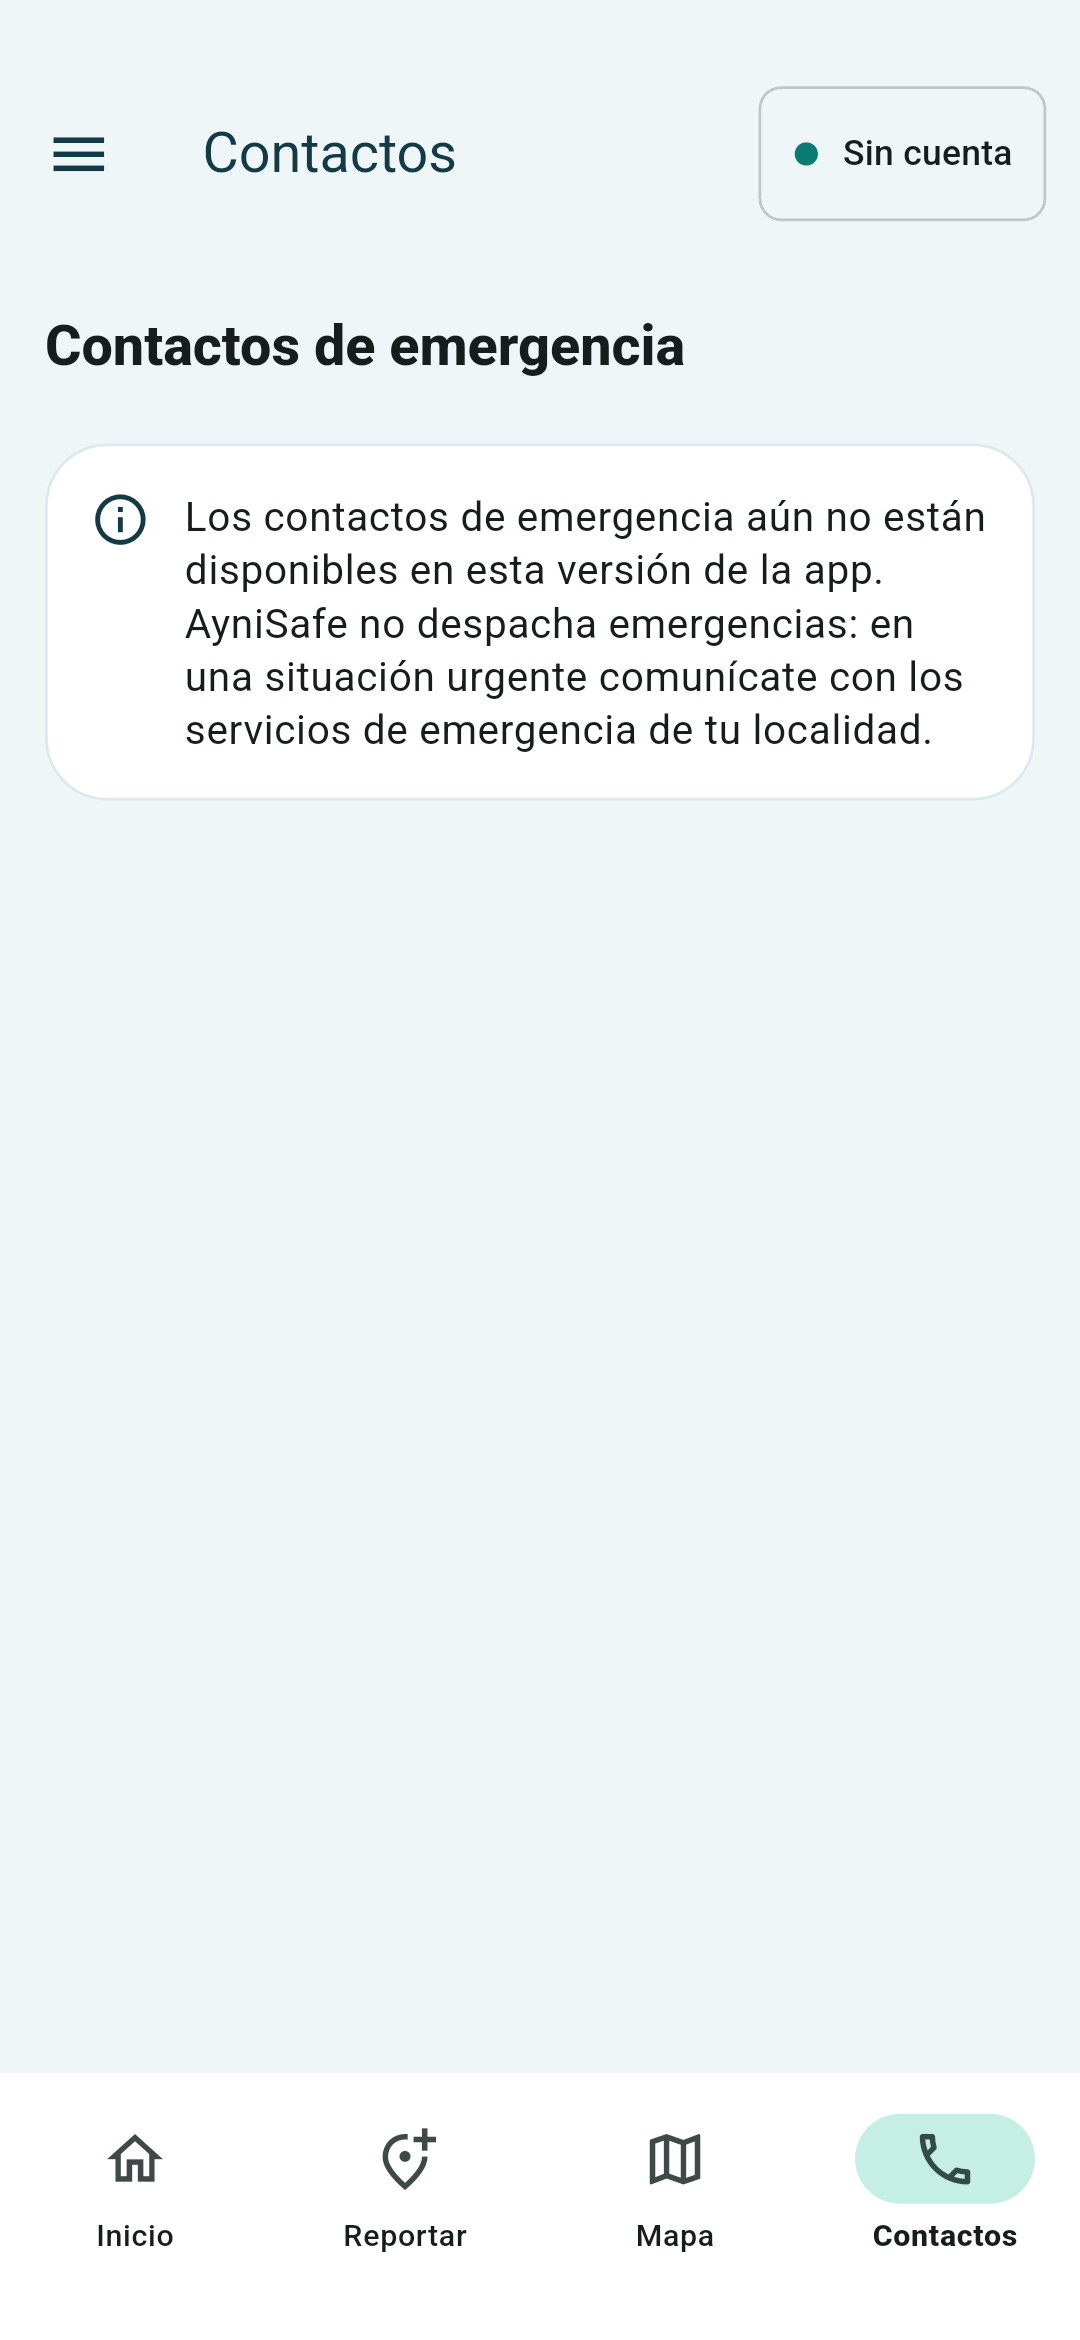 Contactos
Sin cuenta
Contactos de emergencia
Los contactos de emergencia aún no están
disponibles en esta versión de la app.
AyniSafe no despacha emergencias: en
una situación urgente comunícate con los
servicios de emergencia de tu localidad.
Inicio
Reportar
Mapa
Contactos